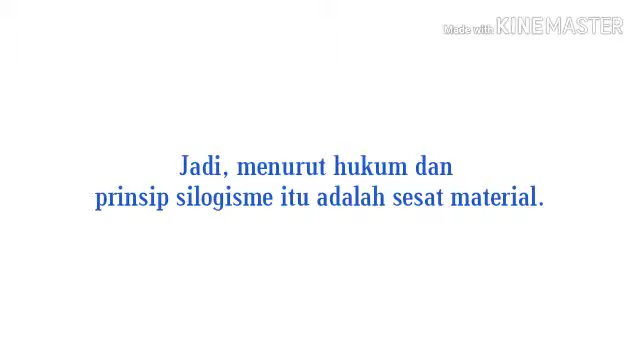 Made with KINEMASTER
Jadi, menurut hukum dan
prinsip silogisme itu adalah sesat material.